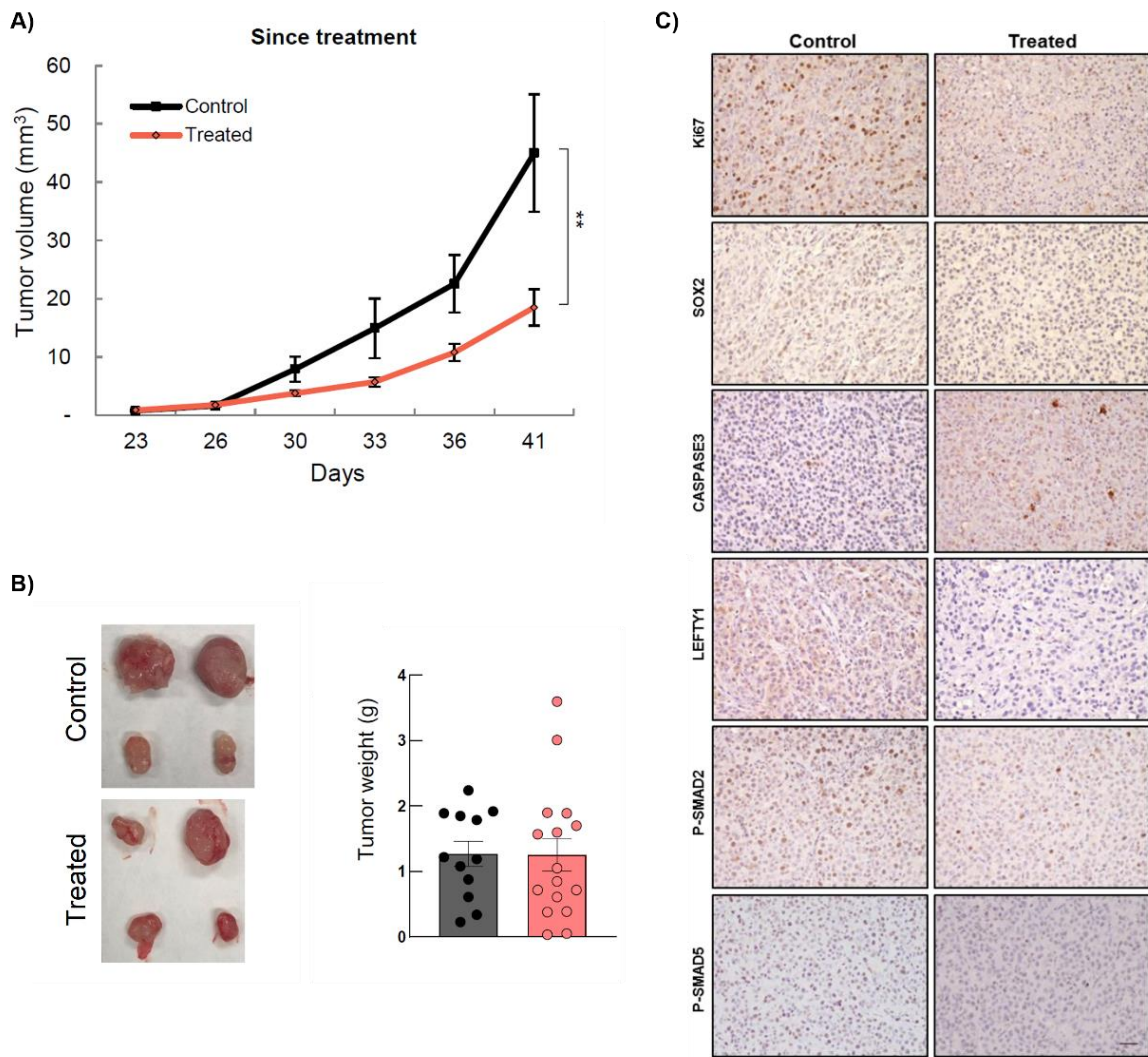 A)
Since treatment
Tumor volume (mm³)
60
50
40
30
20
10
-
Control
Treated
**
23 26 30 33 36 41
Days
B)
Control
Treated
Tumor weight (g)
4
3
2
1
0
C)
Control Treated
Ki67
SOX2
CASPASE3
LEFTY1
P-SMAD2
P-SMAD5